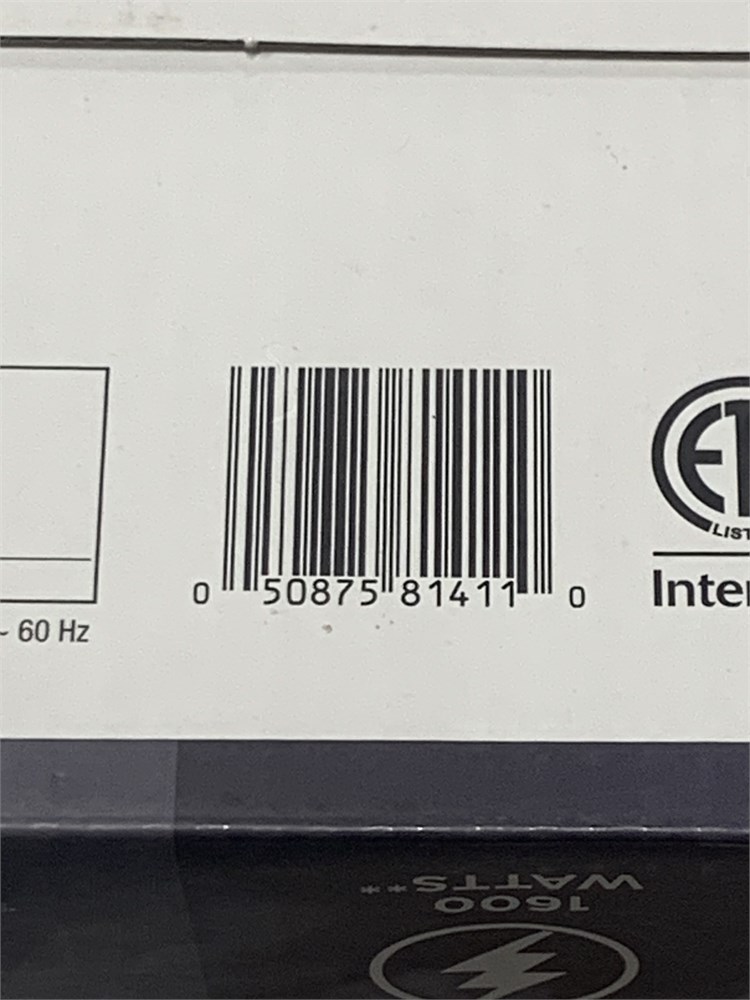 0 50875 81411 0
~ 60 Hz
LIST
Inter
1600
WATTS**